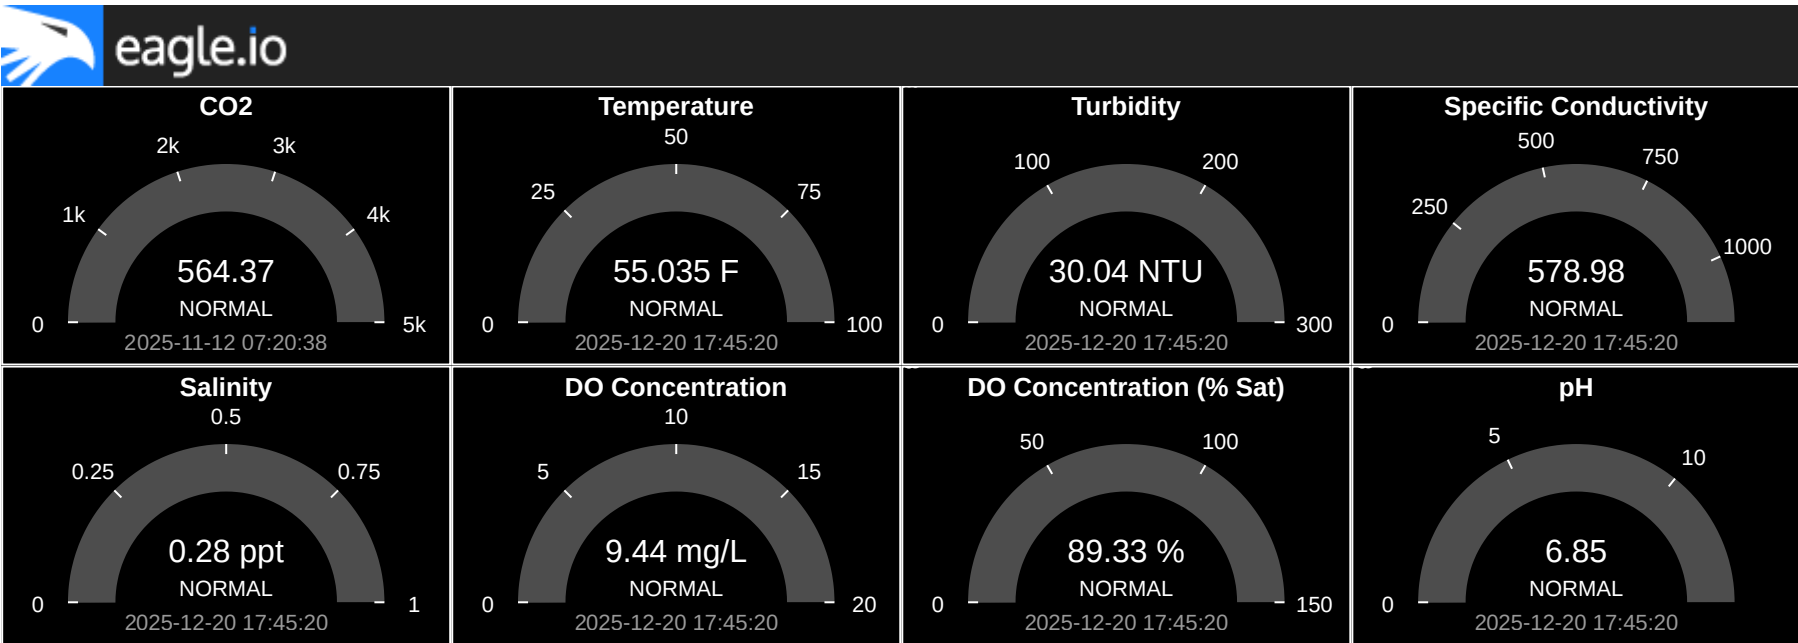 eagle.io
CO2
0
1k
2k
3k
4k
5k
564.37
NORMAL
2025-11-12 07:20:38
Temperature
0
25
50
75
100
55.035 F
NORMAL
2025-12-20 17:45:20
Turbidity
0
100
200
300
30.04 NTU
NORMAL
2025-12-20 17:45:20
Specific Conductivity
0
250
500
750
1000
578.98
NORMAL
2025-12-20 17:45:20
Salinity
0
0.25
0.5
0.75
1
0.28 ppt
NORMAL
2025-12-20 17:45:20
DO Concentration
0
5
10
15
20
9.44 mg/L
NORMAL
2025-12-20 17:45:20
DO Concentration (% Sat)
0
50
100
150
89.33 %
NORMAL
2025-12-20 17:45:20
pH
0
5
10
6.85
NORMAL
2025-12-20 17:45:20